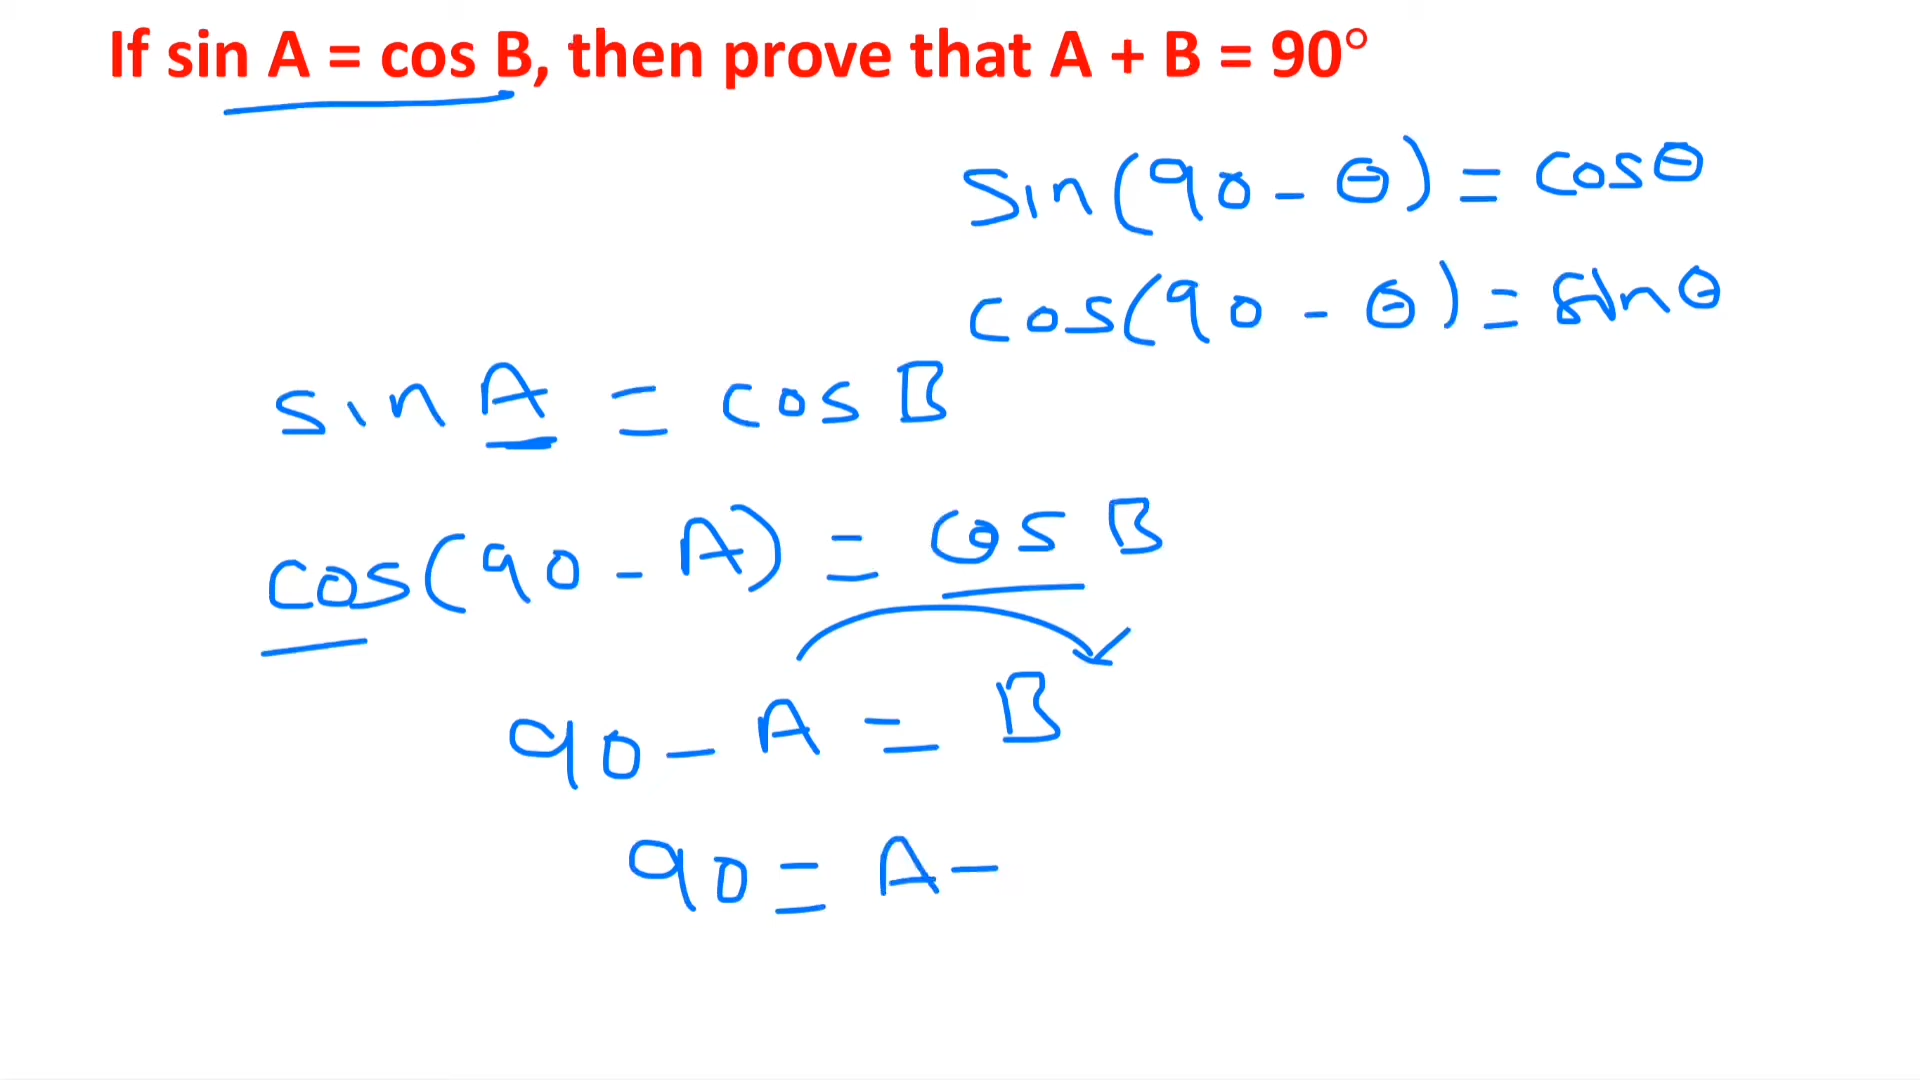 If sin A = cos B, then prove that A + B = 90°
sin(90 - θ) = cosθ
cos(90 - θ) = sinθ
sin A = cos B
cos(90 - A) = cos B
90 - A = B
90 = A -